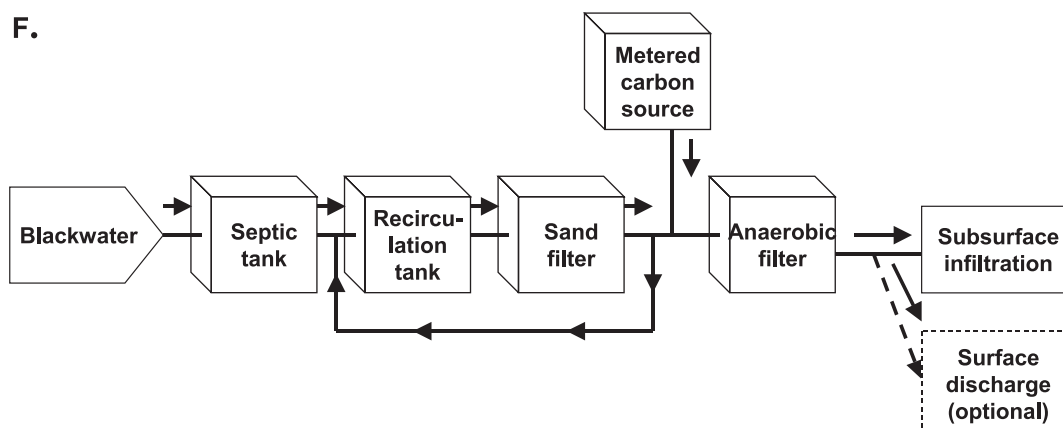 F.
Metered
carbon
source
Blackwater
Septic
tank
Recircu-
lation
tank
Sand
filter
Anaerobic
filter
Subsurface
infiltration
Surface
discharge
(optional)